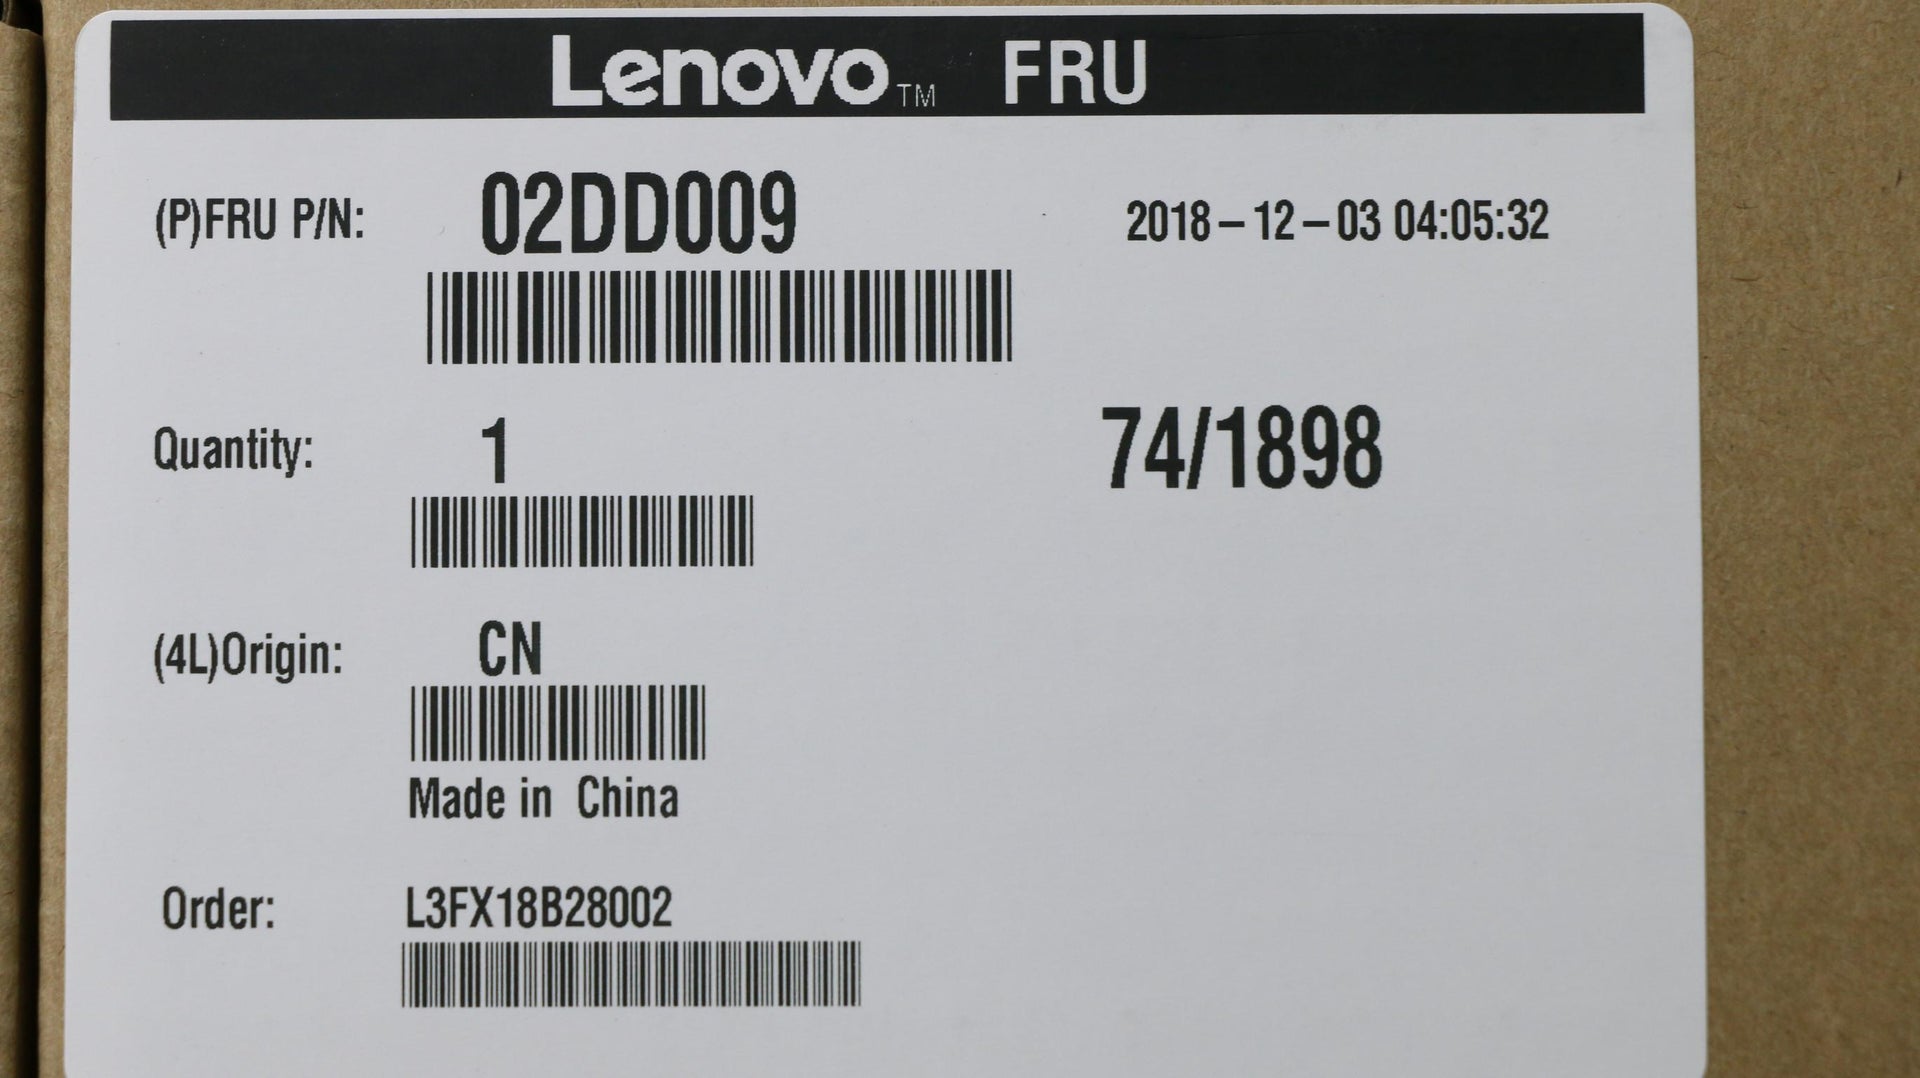 Lenovo™ FRU
(P)FRU P/N: 02DD009 2018-12-03 04:05:32
Quantity: 1 74/1898
(4L)Origin: CN
Made in China
Order: L3FX18B28002